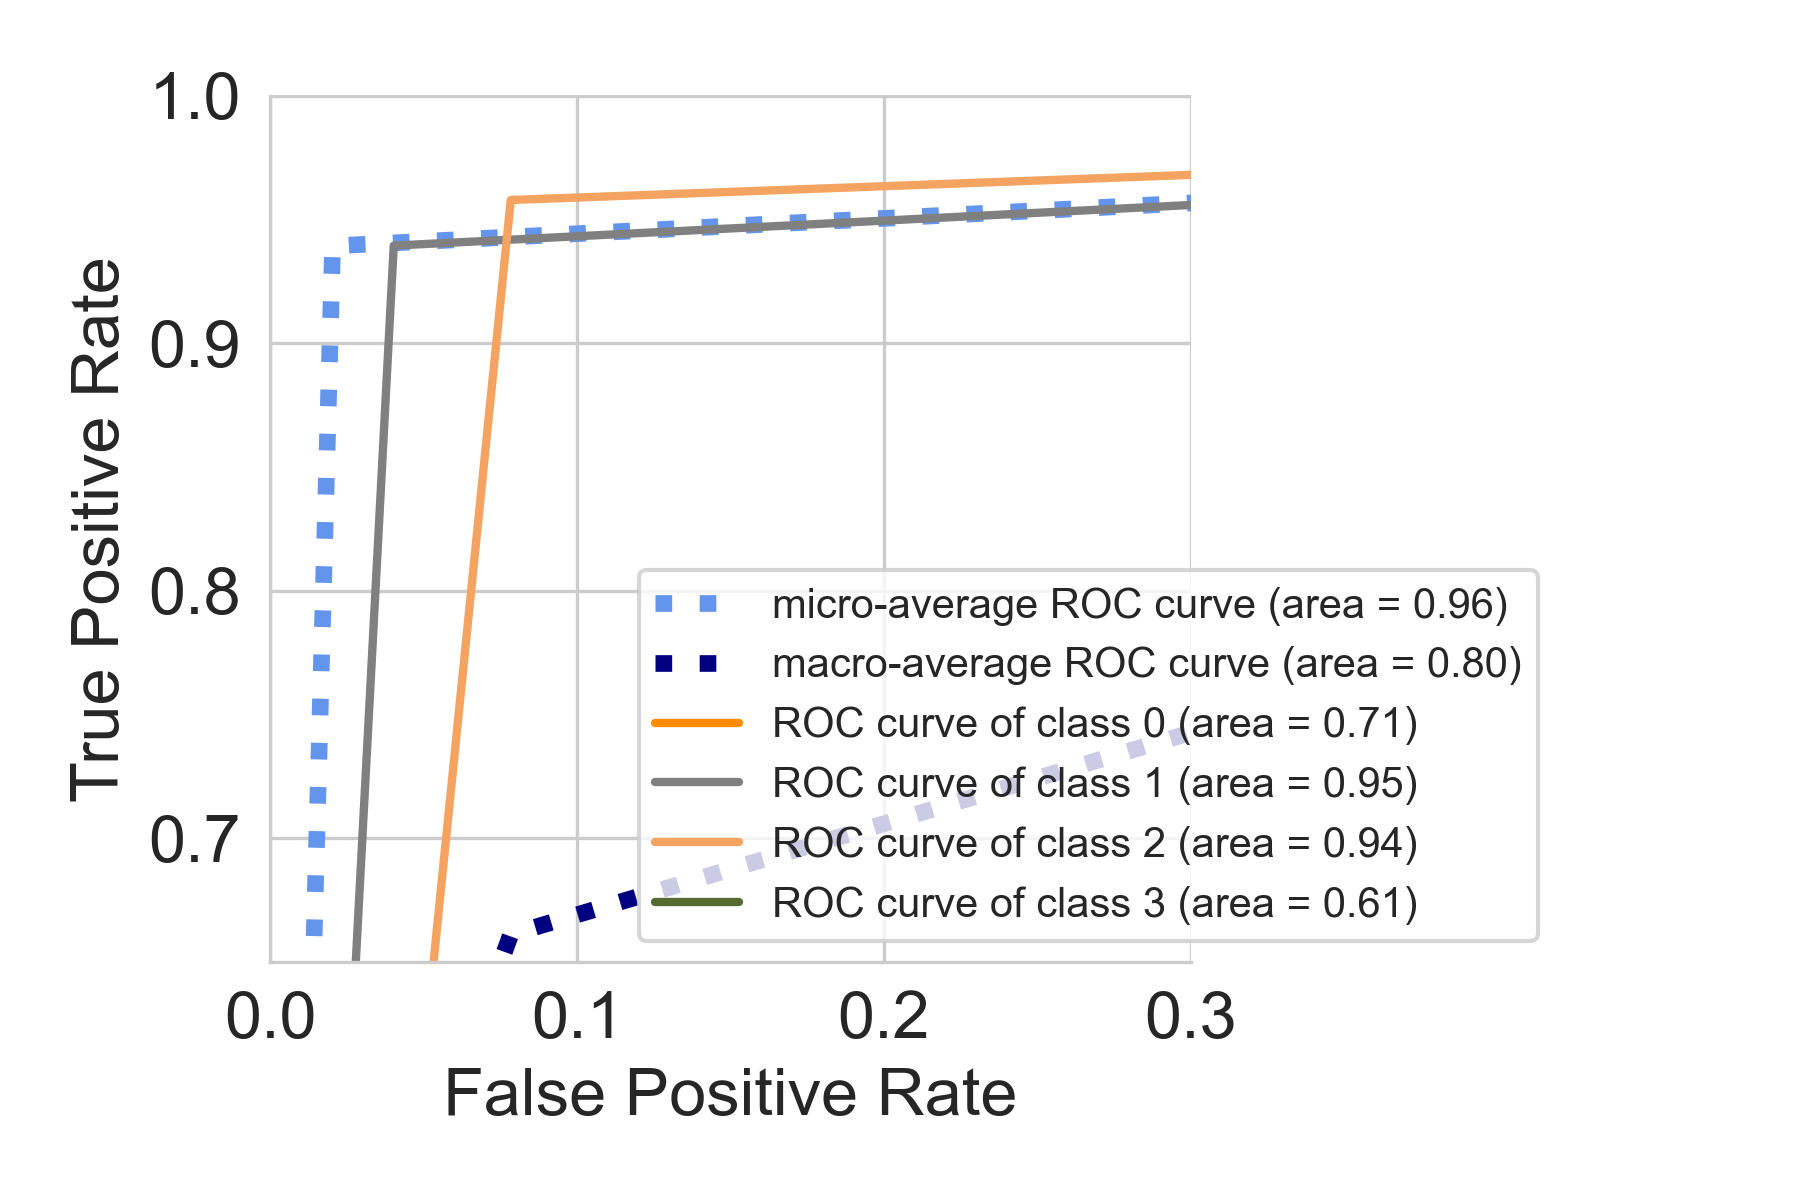 1.0
0.9
0.8
0.7
True Positive Rate
micro-average ROC curve (area = 0.96)
macro-average ROC curve (area = 0.80)
ROC curve of class 0 (area = 0.71)
ROC curve of class 1 (area = 0.95)
ROC curve of class 2 (area = 0.94)
ROC curve of class 3 (area = 0.61)
0.0 0.1 0.2 0.3
False Positive Rate